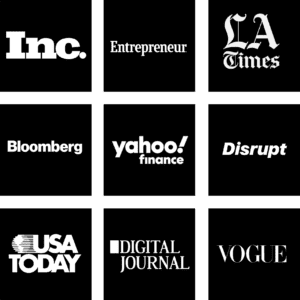 Inc.
Entrepreneur
LA
Times
Bloomberg
yahoo!
finance
Disrupt
USA
TODAY
DIGITAL
JOURNAL
VOGUE